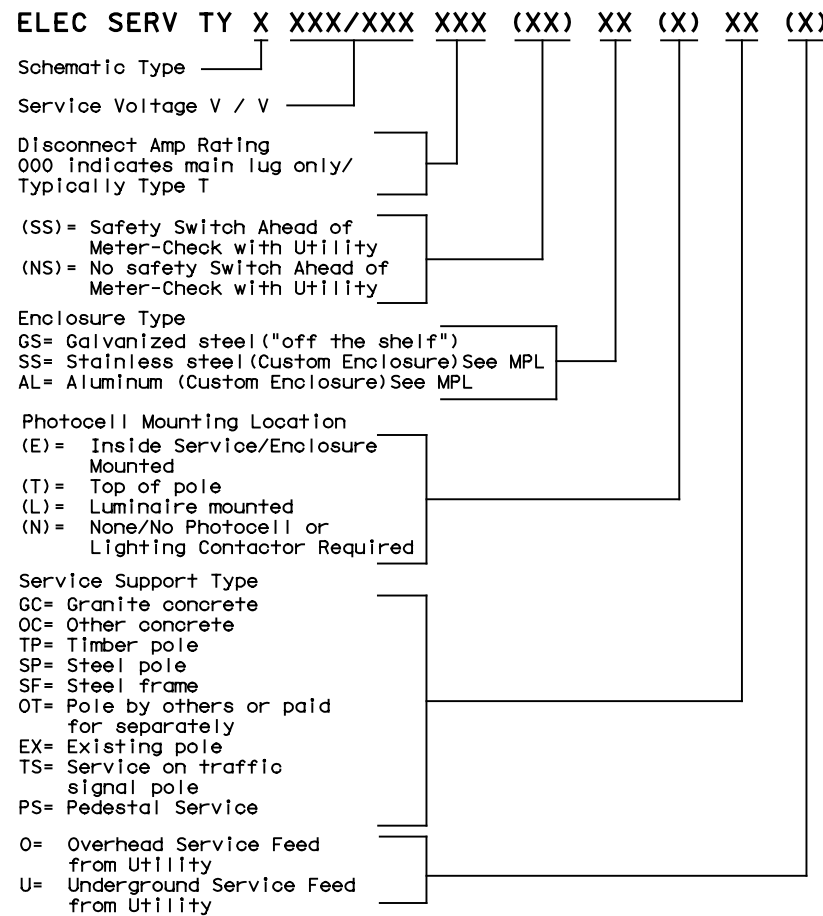 ELEC SERV TY X XXX/XXX XXX (XX) XX (X) XX (X)
Schematic Type
Service Voltage V / V
Disconnect Amp Rating
000 indicates main lug only/
Typically Type T
(SS)= Safety Switch Ahead of
Meter-Check with Utility
(NS)= No safety Switch Ahead of
Meter-Check with Utility
Enclosure Type
GS= Galvanized steel("off the shelf")
SS= Stainless steel(Custom Enclosure)See MPL
AL= Aluminum (Custom Enclosure)See MPL
Photocell Mounting Location
(E)= Inside Service/Enclosure
Mounted
(T)= Top of pole
(L)= Luminaire mounted
(N)= None/No Photocell or
Lighting Contactor Required
Service Support Type
GC= Granite concrete
OC= Other concrete
TP= Timber pole
SP= Steel pole
SF= Steel frame
OT= Pole by others or paid
for separately
EX= Existing pole
TS= Service on traffic
signal pole
PS= Pedestal Service
O= Overhead Service Feed
from Utility
U= Underground Service Feed
from Utility